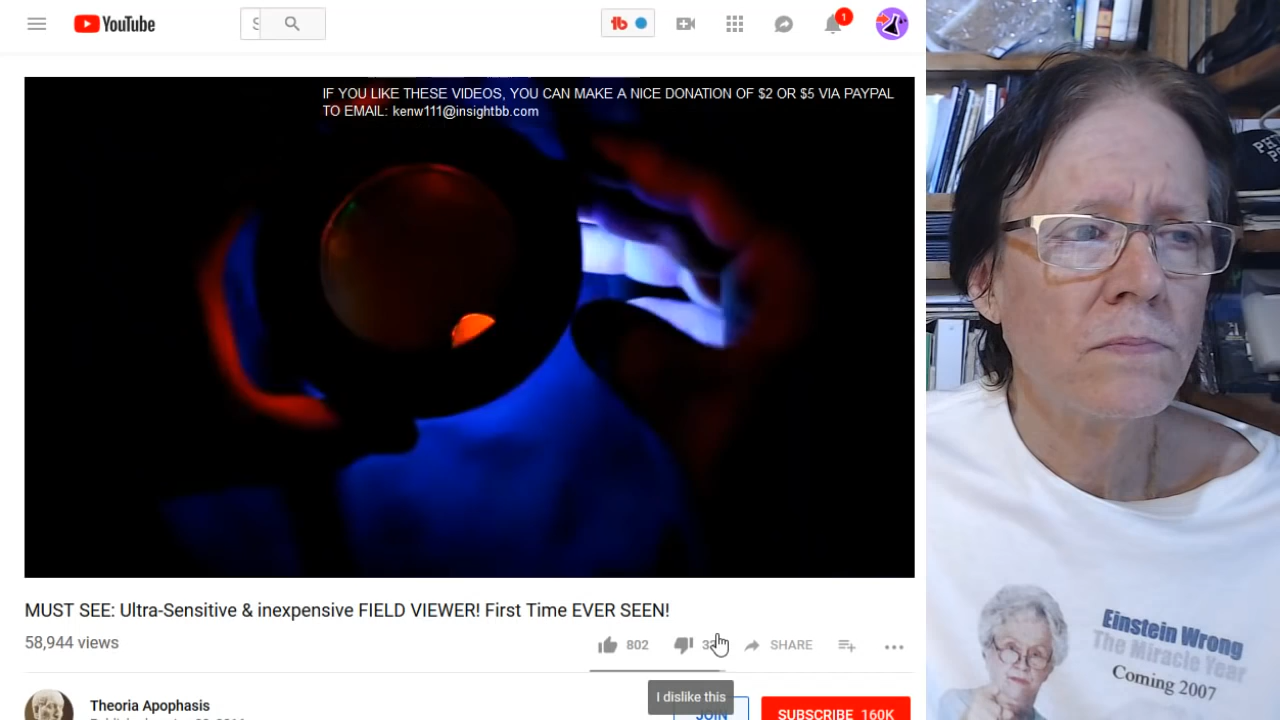 YouTube
1
IF YOU LIKE THESE VIDEOS, YOU CAN MAKE A NICE DONATION OF $2 OR $5 VIA PAYPAL
TO EMAIL: kenw111@insightbb.com
MUST SEE: Ultra-Sensitive & inexpensive FIELD VIEWER! First Time EVER SEEN!
58,944 views
802
SHARE
I dislike this
Theoria Apophasis
JOIN
SUBSCRIBE 160K
Einstein Wrong
The Miracle Year
Coming 2007